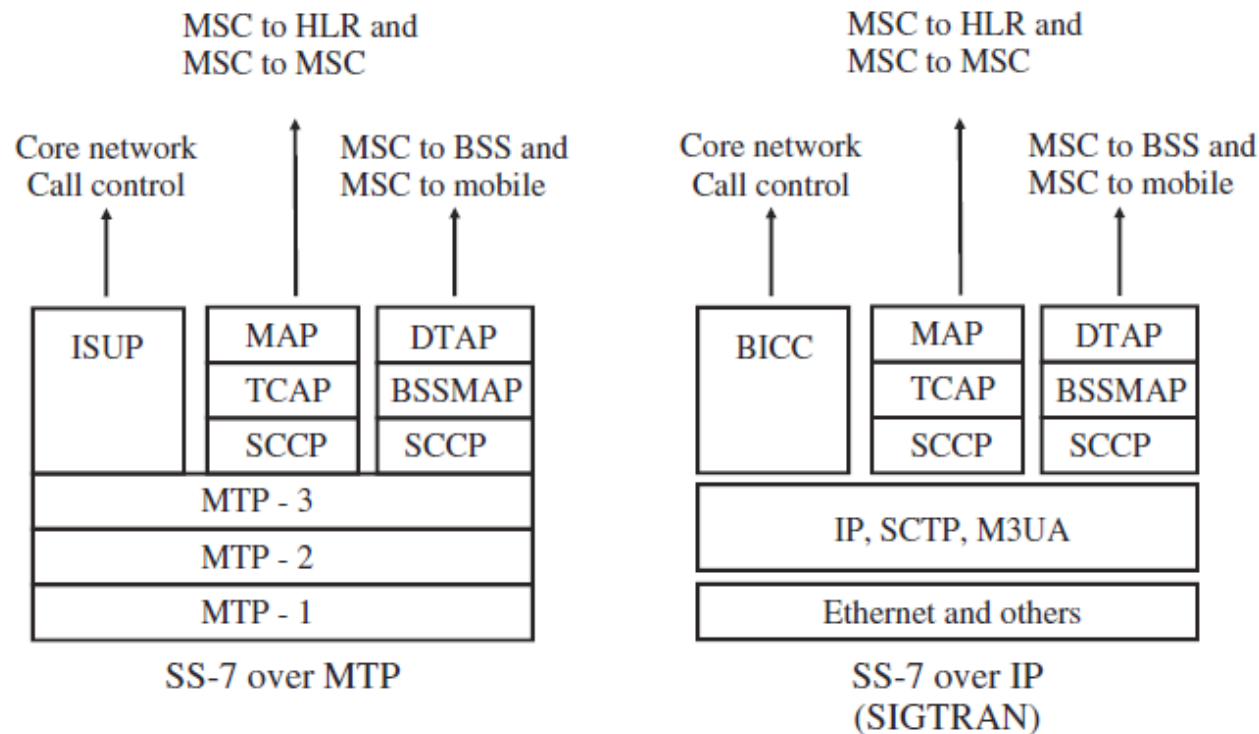 MSC to HLR and
MSC to MSC
Core network
Call control
MSC to BSS and
MSC to mobile
ISUP
MAP
DTAP
TCAP
BSSMAP
SCCP
SCCP
MTP - 3
MTP - 2
MTP - 1
SS-7 over MTP
MSC to HLR and
MSC to MSC
Core network
Call control
MSC to BSS and
MSC to mobile
BICC
MAP
DTAP
TCAP
BSSMAP
SCCP
SCCP
IP, SCTP, M3UA
Ethernet and others
SS-7 over IP
(SIGTRAN)